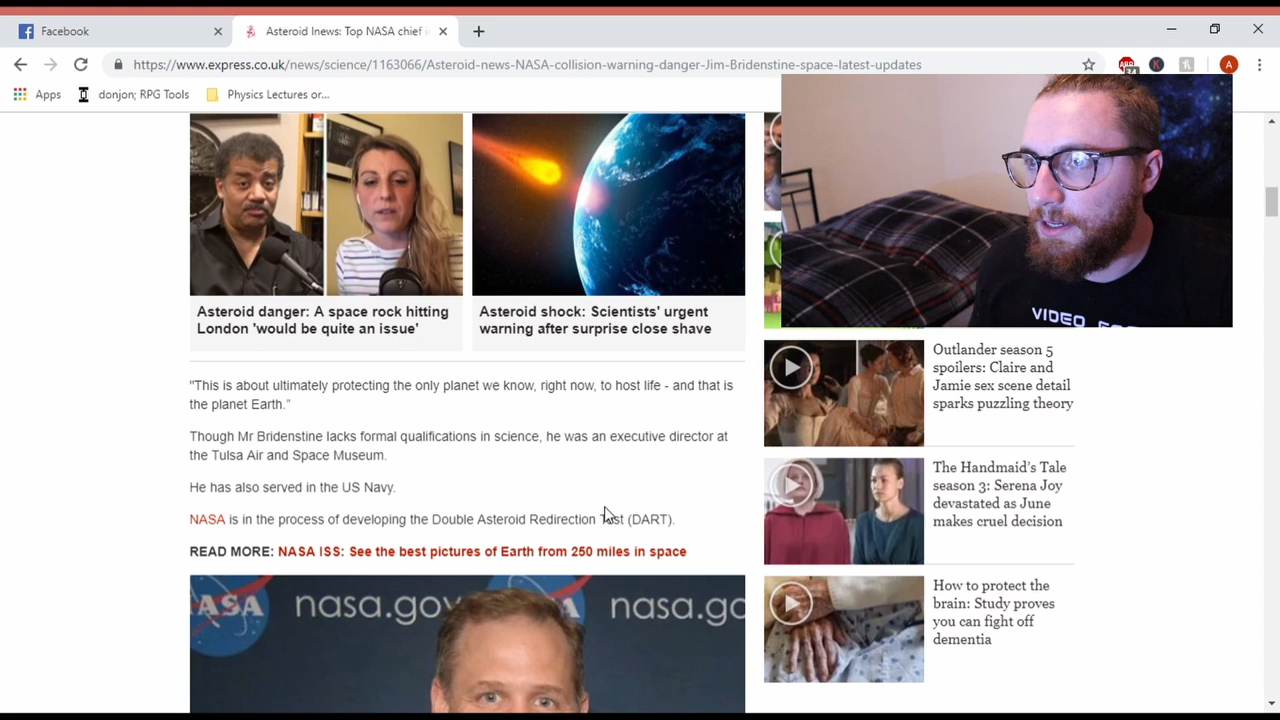 Facebook
Asteroid lnews: Top NASA chief i
https://www.express.co.uk/news/science/1163066/Asteroid-news-NASA-collision-warning-danger-Jim-Bridenstine-space-latest-updates
ABP
34
K
h
A
Apps
donjon; RPG Tools
Physics Lectures or...
VIDEO
Asteroid danger: A space rock hitting
London 'would be quite an issue'
Asteroid shock: Scientists' urgent
warning after surprise close shave
"This is about ultimately protecting the only planet we know, right now, to host life - and that is
the planet Earth.”
Though Mr Bridenstine lacks formal qualifications in science, he was an executive director at
the Tulsa Air and Space Museum.
He has also served in the US Navy.
NASA is in the process of developing the Double Asteroid Redirection Test (DART).
READ MORE: NASA ISS: See the best pictures of Earth from 250 miles in space
ASA nasa.gov SA nasa.go
Outlander season 5
spoilers: Claire and
Jamie sex scene detail
sparks puzzling theory
The Handmaid's Tale
season 3: Serena Joy
devastated as June
makes cruel decision
How to protect the
brain: Study proves
you can fight off
dementia